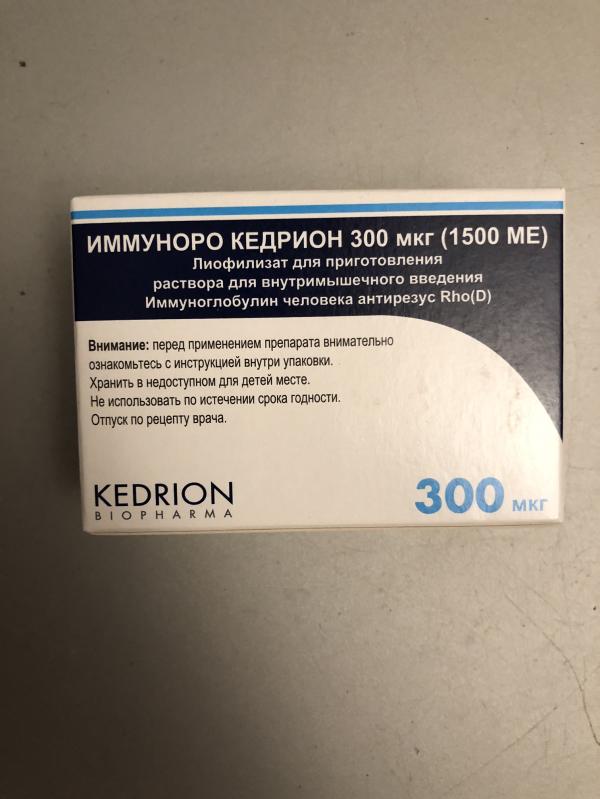 ИММУНОРО КЕДРИОН 300 мкг (1500 МЕ)
Лиофилизат для приготовления
раствора для внутримышечного введения
Иммуноглобулин человека антирезус Rho(D)
Внимание: перед применением препарата внимательно
ознакомьтесь с инструкцией внутри упаковки.
Хранить в недоступном для детей месте.
Не использовать по истечении срока годности.
Отпуск по рецепту врача.
KEDRION
BIOPHARMA
300 мкг